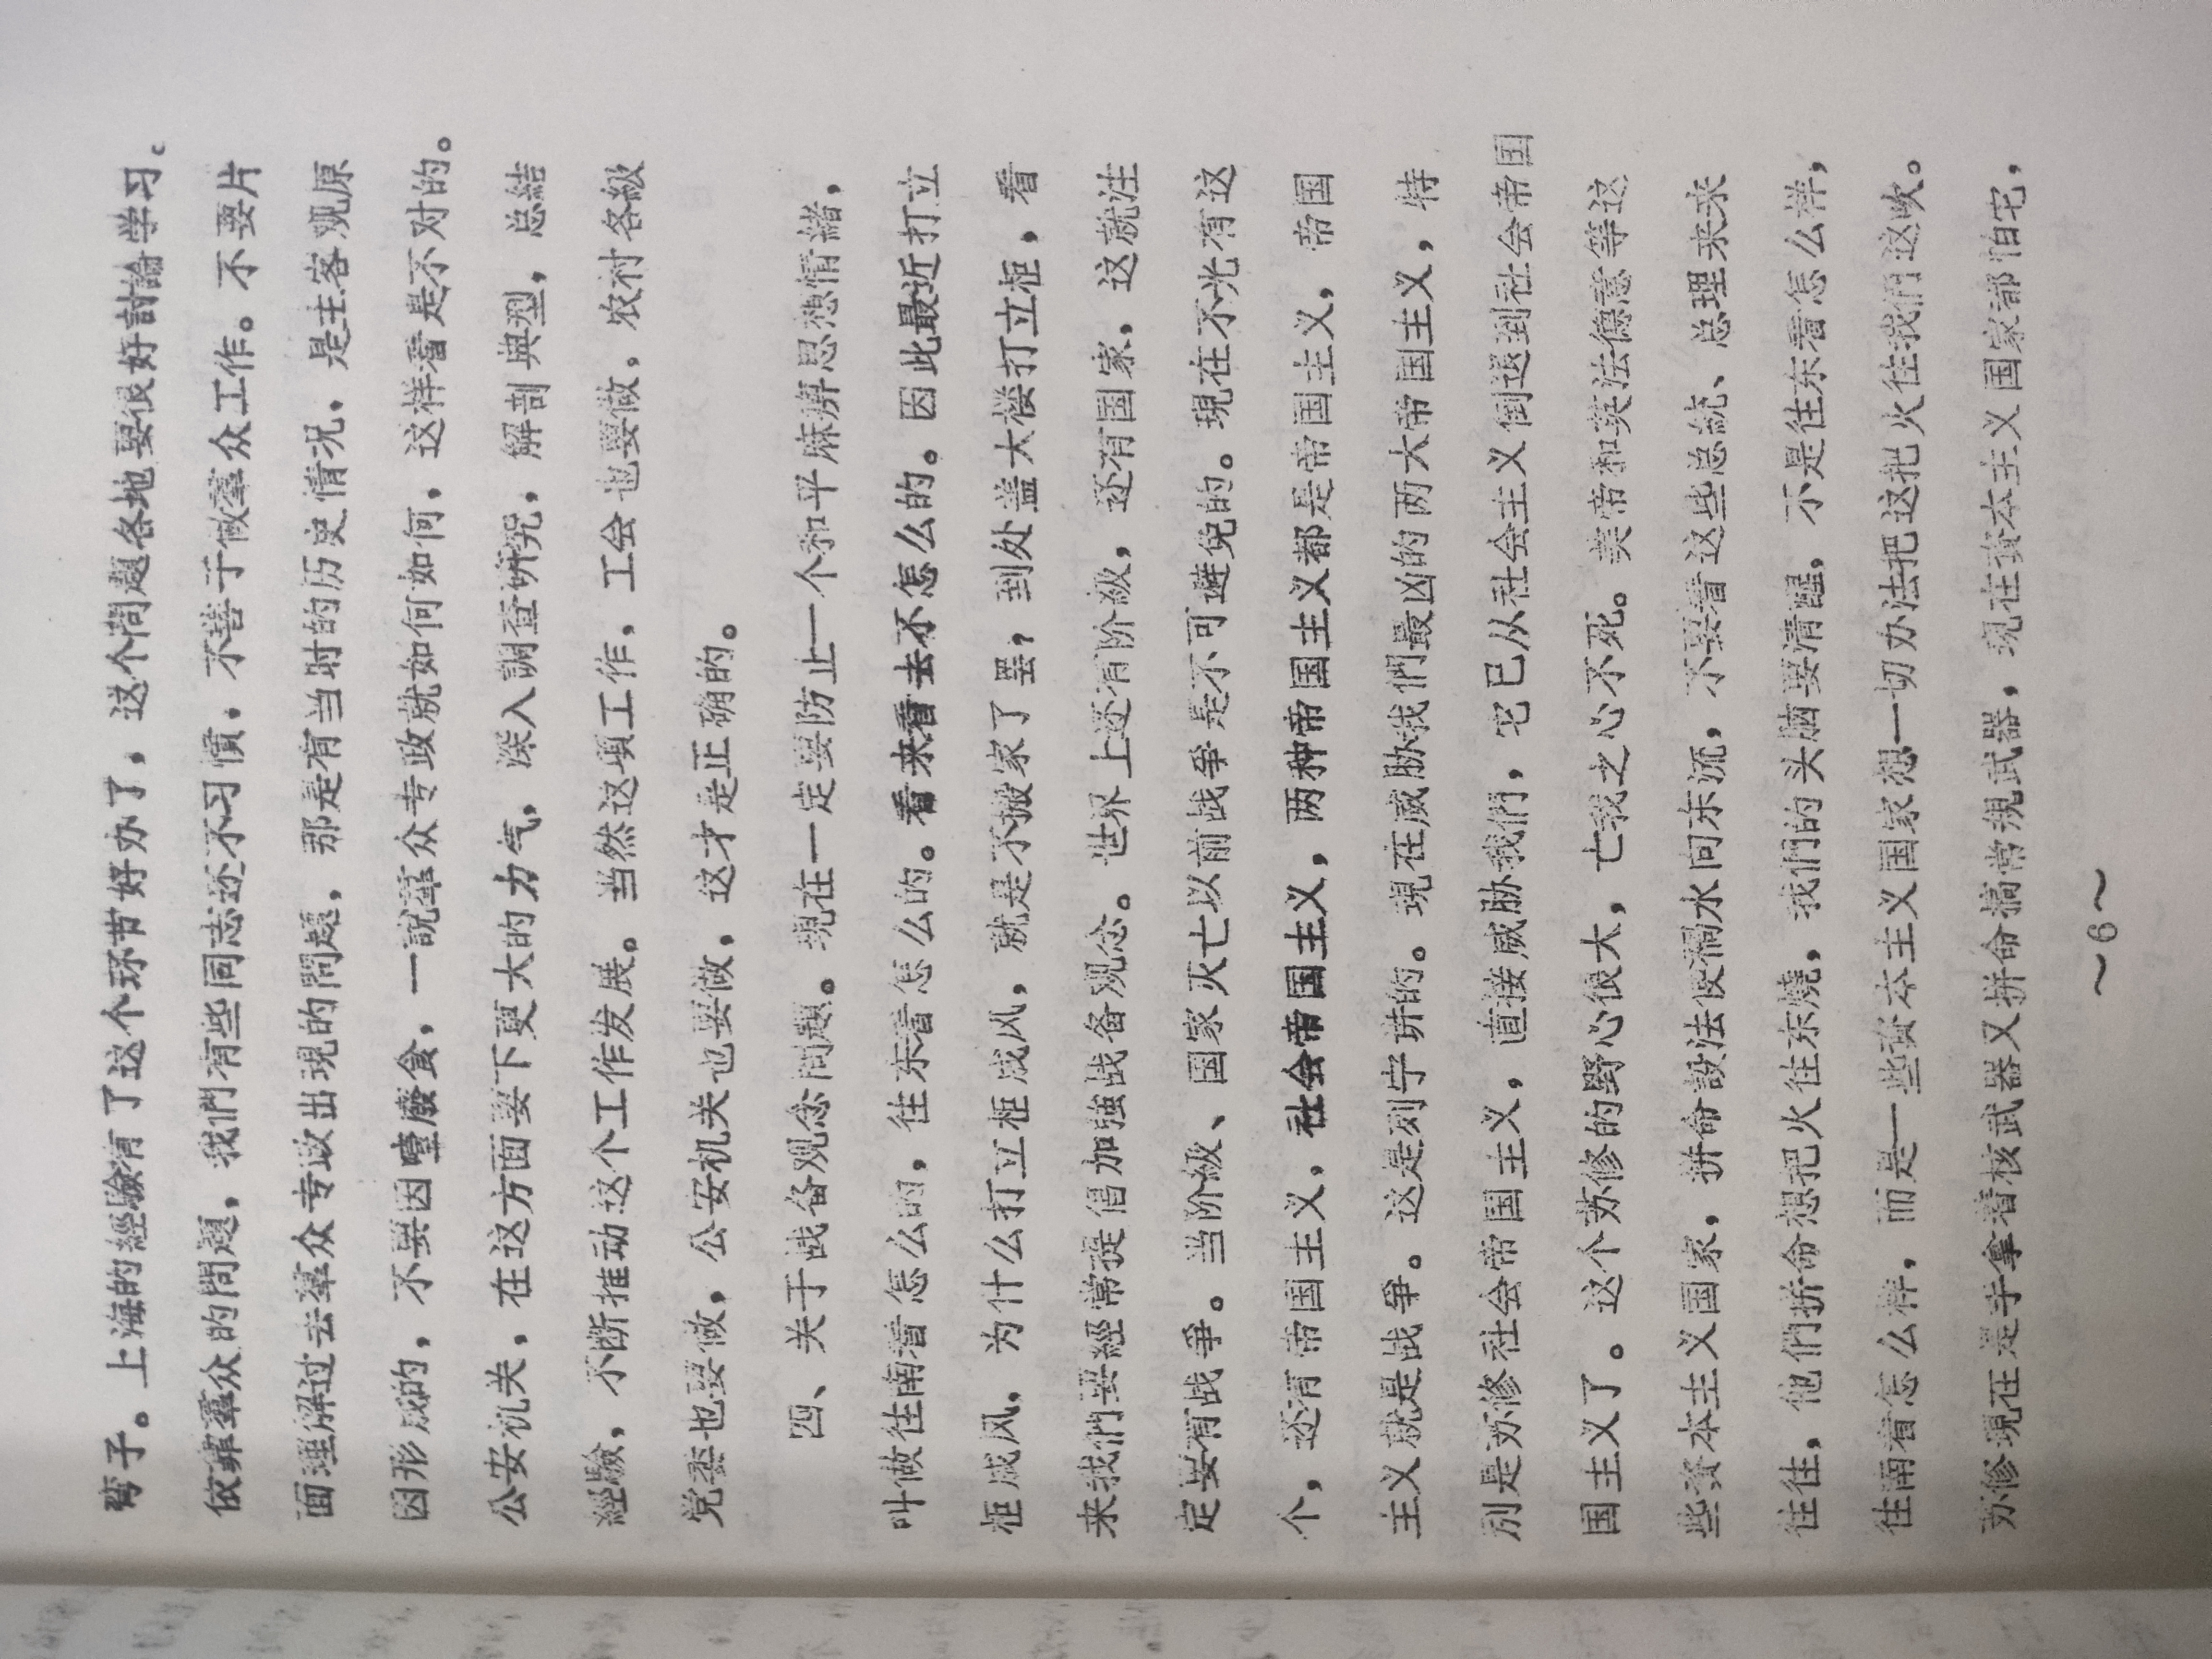 弯子。上海的經驗有了这个环节好办了，这个問題各地要很好討論学习。
依靠羣众的問題，我們有些同志还不习慣，不善于做羣众工作。不要片
面理解过去羣众专政出現的問題，那是有当时的历史情况，是主客观原
因形成的，不要因噎廢食，一說羣众专政就如何如何，这样看是不对的。
公安机关，在这方面要下更大的力气，深入調查研究，解剖典型，总結
經驗，不断推动这个工作发展。当然这項工作，工会也要做，农村各級
党委也要做，公安机关也要做，这才是正确的。
四、关于战备观念問題。現在一定要防止一个和平麻痹思想情緒，
叫做往南看怎么的，往东看怎么的。看来看去不怎么的。因此最近打立
柜成风，为什么打立柜成风，就是不搬家了罢，到处盖大楼打立柜，看
来我們要經常提倡加強战备观念。世界上还有阶級，还有国家，这就注
定要有战爭。当阶級、国家灭亡以前战爭是不可避免的。現在不光有这
个，还有帝国主义，社会帝国主义，两种帝国主义都是帝国主义，帝国
主义就是战爭。这是列宁讲的。現在威胁我們最凶的两大帝国主义，特
別是苏修社会帝国主义，直接威胁我們，它已从社会主义倒退到社会帝国
国主义了。这个苏修的野心很大，亡我之心不死。美帝和英法德意等这
些資本主义国家，拼命設法使禍水向东流，不要看这些总統、总理来来
往往，他們拼命想把火往东燒，我們的头脑要清醒，不是往东看怎么样，
往南看怎么样，而是一些資本主义国家想一切办法把这把火往我們这吹。
苏修現在是手拿着核武器又拼命搞常規武器，現在資本主义国家都怕它，
～6～